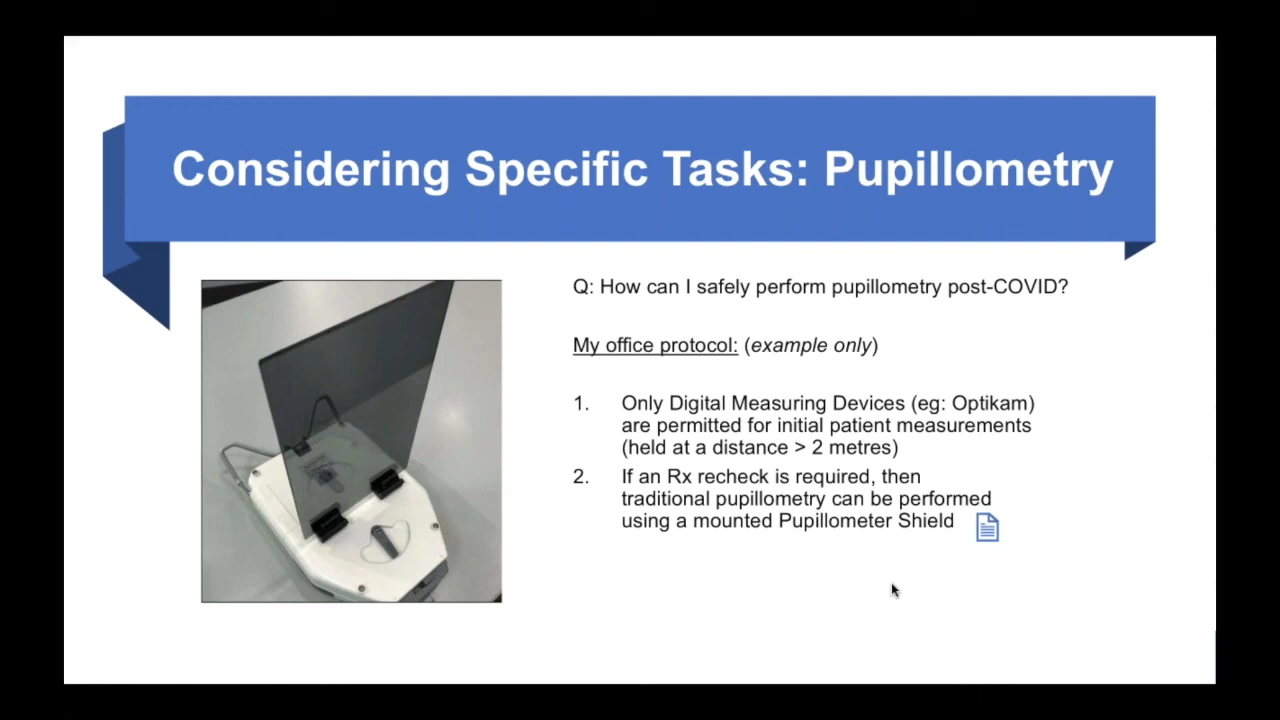 Considering Specific Tasks: Pupillometry
Q: How can I safely perform pupillometry post-COVID?
My office protocol: (example only)
1. Only Digital Measuring Devices (eg: Optikam)
are permitted for initial patient measurements
(held at a distance > 2 metres)
2. If an Rx recheck is required, then
traditional pupillometry can be performed
using a mounted Pupillometer Shield